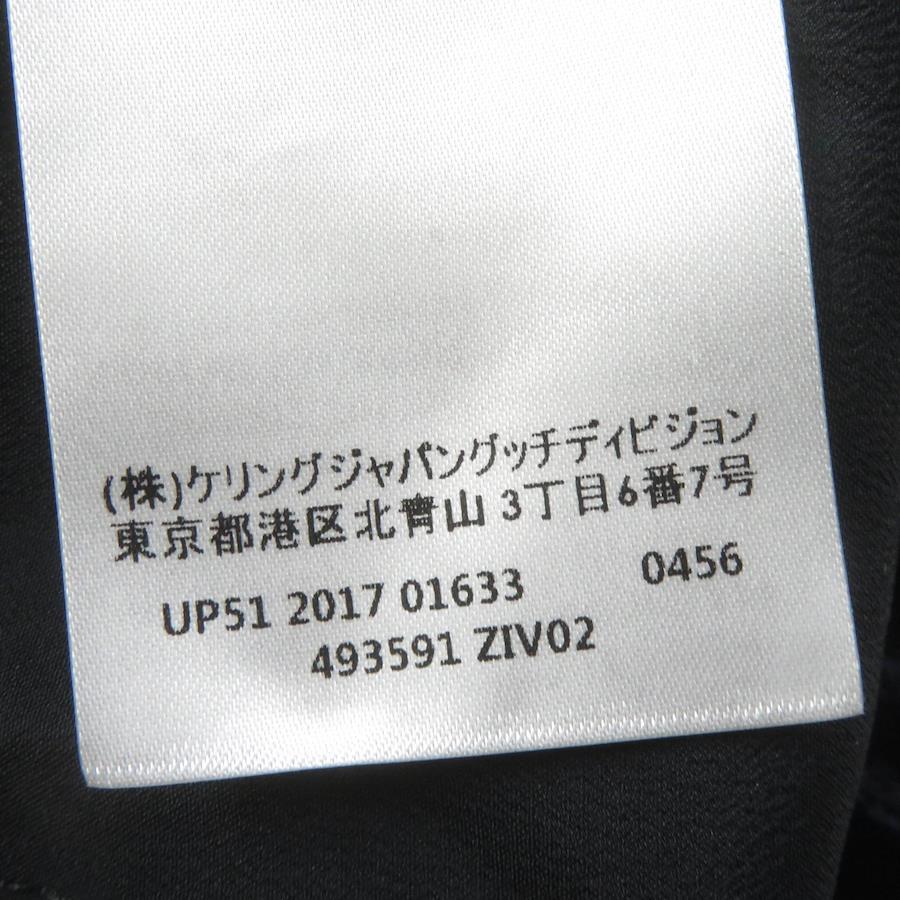 (株)ケリングジャパングッチディビジョン
東京都港区北青山3丁目6番7号
UP51 2017 01633 0456
493591 ZIV02